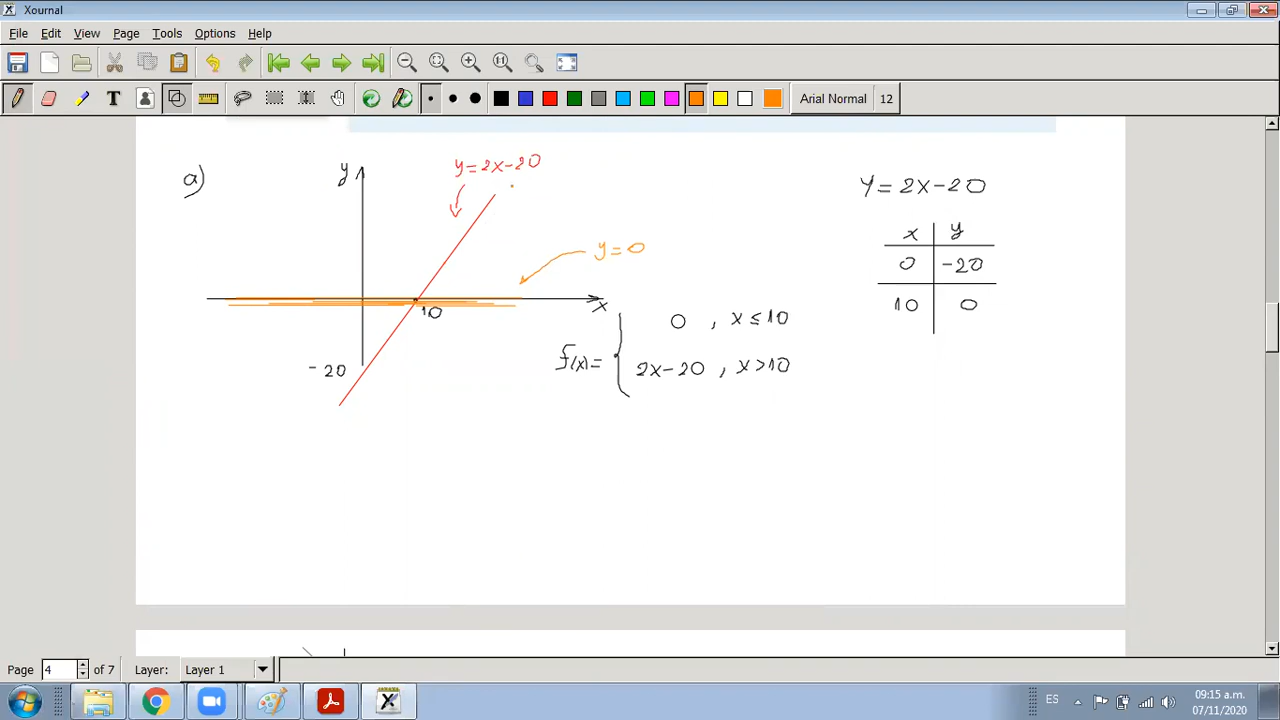 Xournal
File Edit View Page Tools Options Help
Arial Normal 12
a)
y
y=2x-20
y=0
x
10
-20
f(x)=
0 , x≤10
2x-20 , x>10
Y=2x-20
x y
0 -20
10 0
Page 4 of 7 Layer: Layer 1
ES
09:15 a.m.
07/11/2020